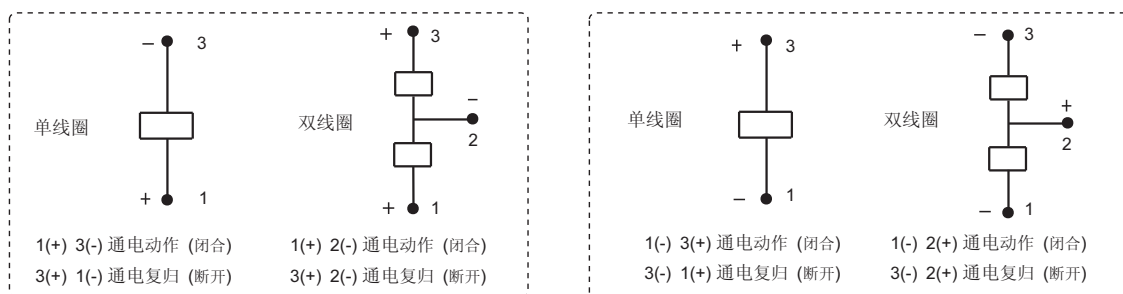 − 3
单线圈
+ 1
1(+) 3(-) 通电动作 (闭合)
3(+) 1(-) 通电复归 (断开)
+ 3
双线圈
−
2
+ 1
1(+) 2(-) 通电动作 (闭合)
3(+) 2(-) 通电复归 (断开)
+ 3
单线圈
− 1
1(-) 3(+) 通电动作 (闭合)
3(-) 1(+) 通电复归 (断开)
− 3
双线圈
+
2
− 1
1(-) 2(+) 通电动作 (闭合)
3(-) 2(+) 通电复归 (断开)